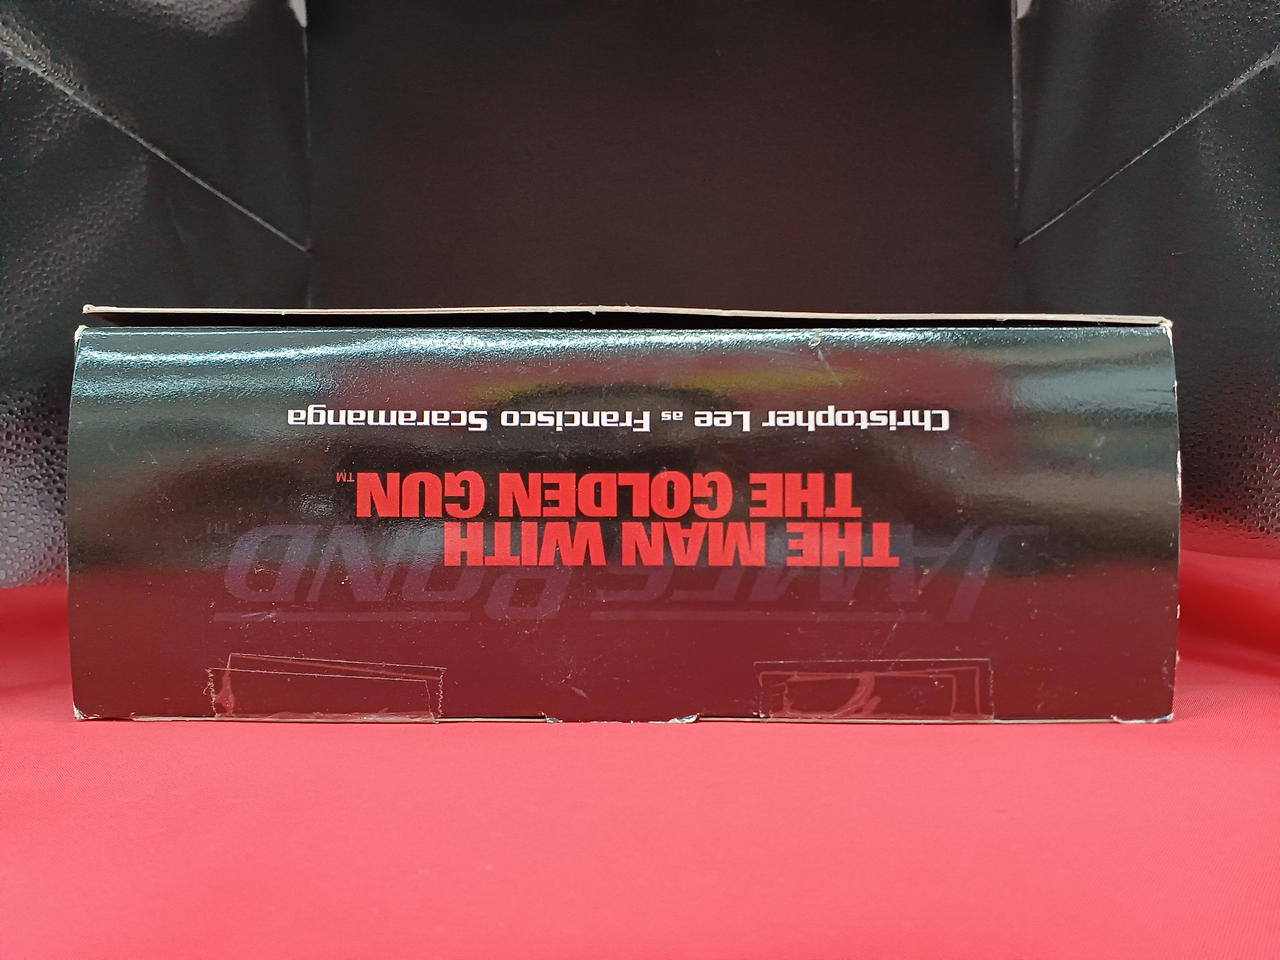 JAMES BOND™
THE MAN WITH
THE GOLDEN GUN™
Christopher Lee as Francisco Scaramanga